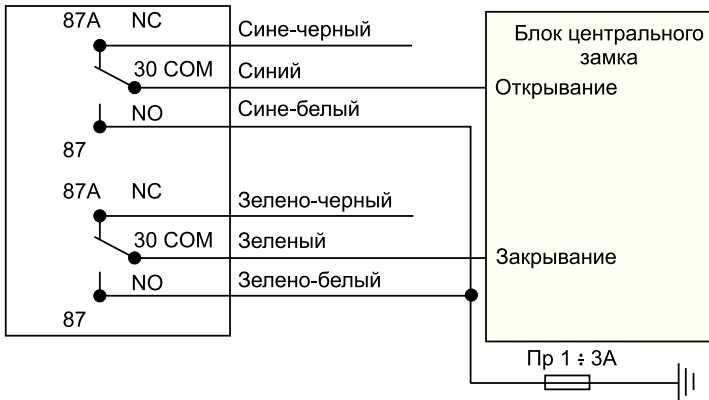 87A NC
Сине-черный
30 COM
Синий
NO
Сине-белый
87
87A NC
Зелено-черный
30 COM
Зеленый
NO
Зелено-белый
87
Блок центрального
замка
Открывание
Закрывание
Пр 1 ÷ 3А